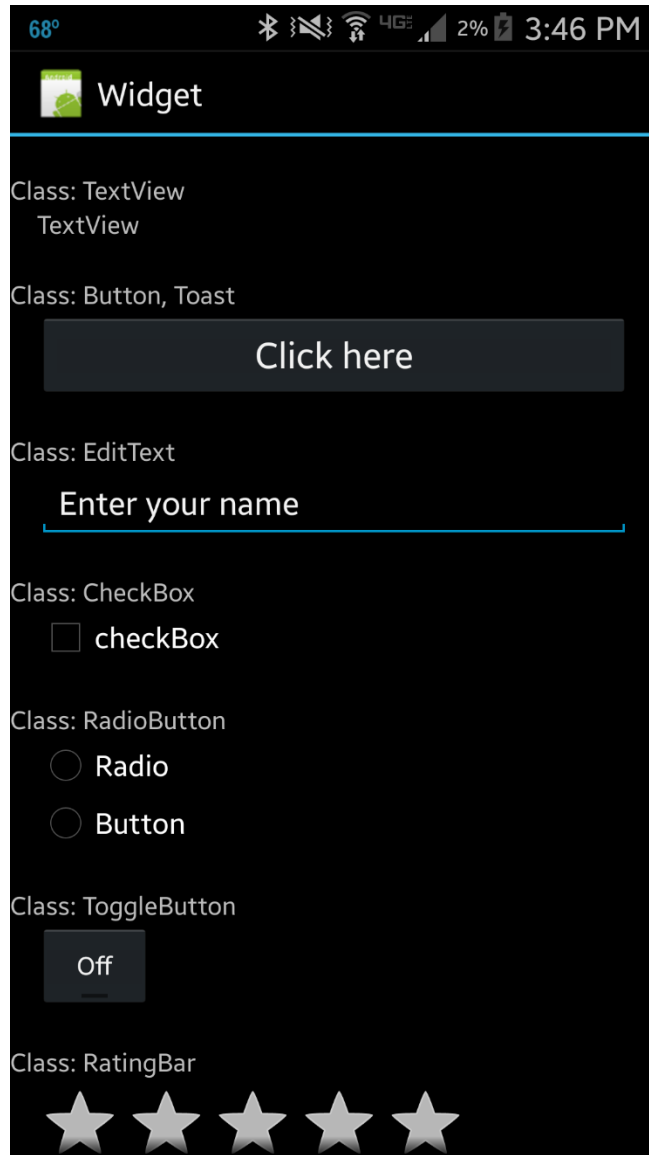 68°
4G 2% 3:46 PM
Widget
Class: TextView
TextView
Class: Button, Toast
Click here
Class: EditText
Enter your name
Class: CheckBox
checkBox
Class: RadioButton
Radio
Button
Class: ToggleButton
Off
Class: RatingBar